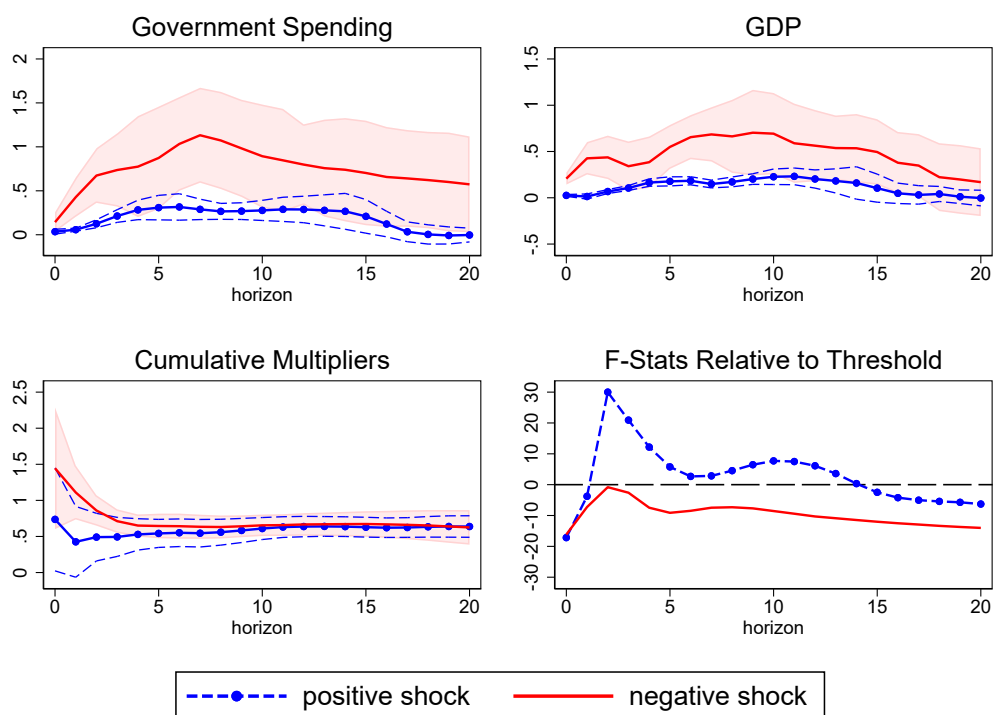 Government Spending
2
1.5
1
.5
0
0 5 10 15 20
horizon
GDP
1.5
1
.5
0
-.5
0 5 10 15 20
horizon
Cumulative Multipliers
2.5
2
1.5
1
.5
0
0 5 10 15 20
horizon
F-Stats Relative to Threshold
30
20
10
0
-10
-20
-30
0 5 10 15 20
horizon
positive shock negative shock